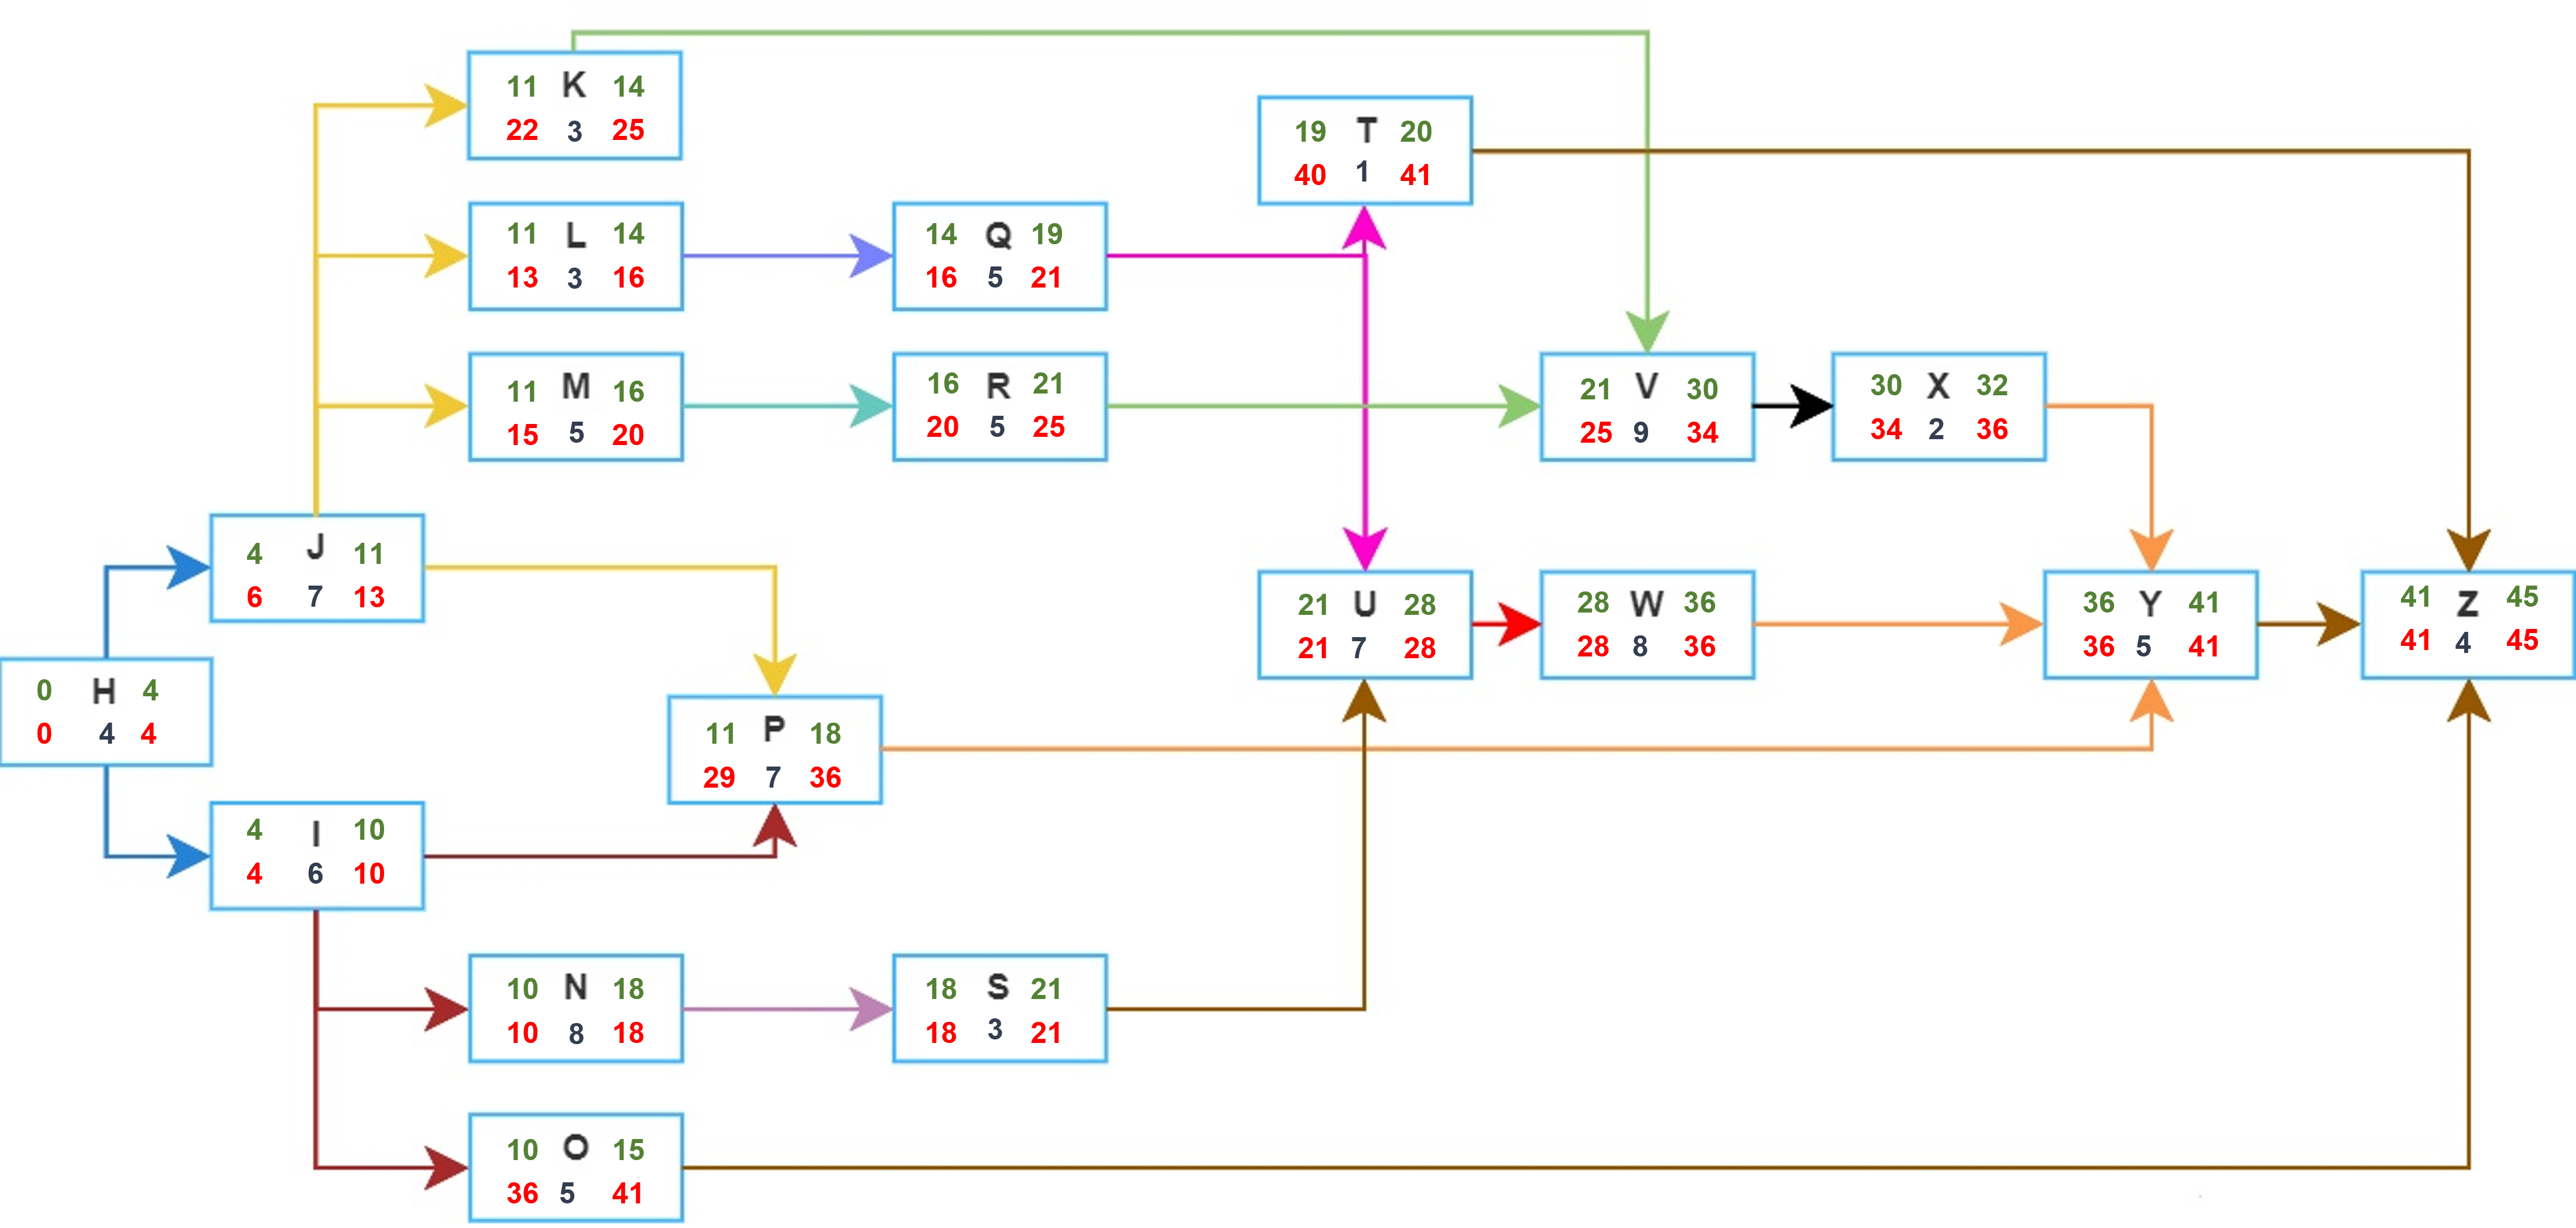 11 K 14
22 3 25
19 T 20
40 1 41
11 L 14
13 3 16
14 Q 19
16 5 21
11 M 16
15 5 20
16 R 21
20 5 25
21 V 30
25 9 34
30 X 32
34 2 36
4 J 11
6 7 13
21 U 28
21 7 28
28 W 36
28 8 36
36 Y 41
36 5 41
41 Z 45
41 4 45
0 H 4
0 4 4
11 P 18
29 7 36
4 I 10
4 6 10
10 N 18
10 8 18
18 S 21
18 3 21
10 O 15
36 5 41